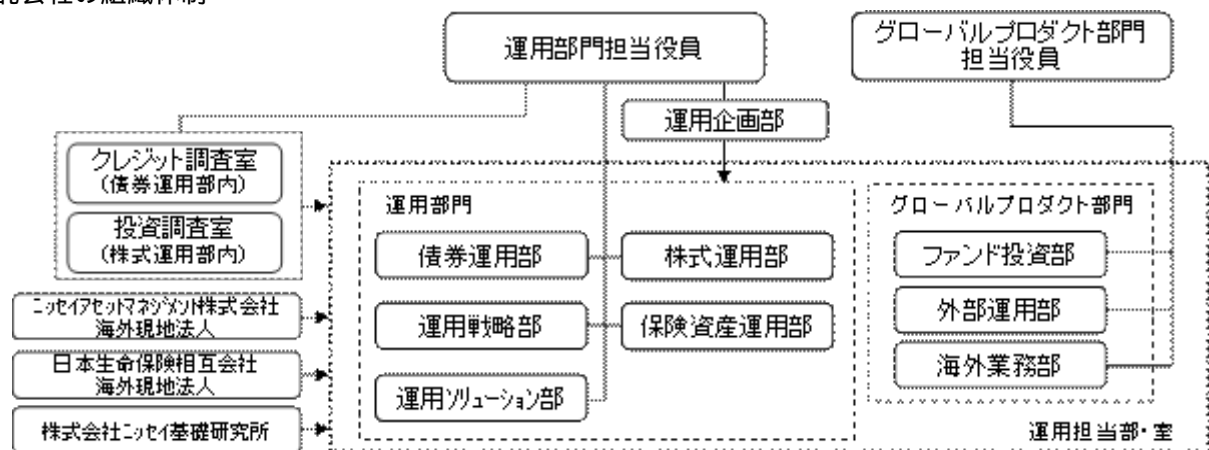 託会社の組織体制
運用部門担当役員
グローバルプロダクト部門
担当役員
運用企画部
クレジット調査室
(債券運用部内)
投資調査室
(株式運用部内)
運用部門
グローバルプロダクト部門
債券運用部
株式運用部
ファンド投資部
ニッセイアセットマネジメント株式会社
海外現地法人
運用戦略部
保険資産運用部
外部運用部
日本生命保険相互会社
海外現地法人
運用ソリューション部
海外業務部
株式会社ニッセイ基礎研究所
運用担当部・室